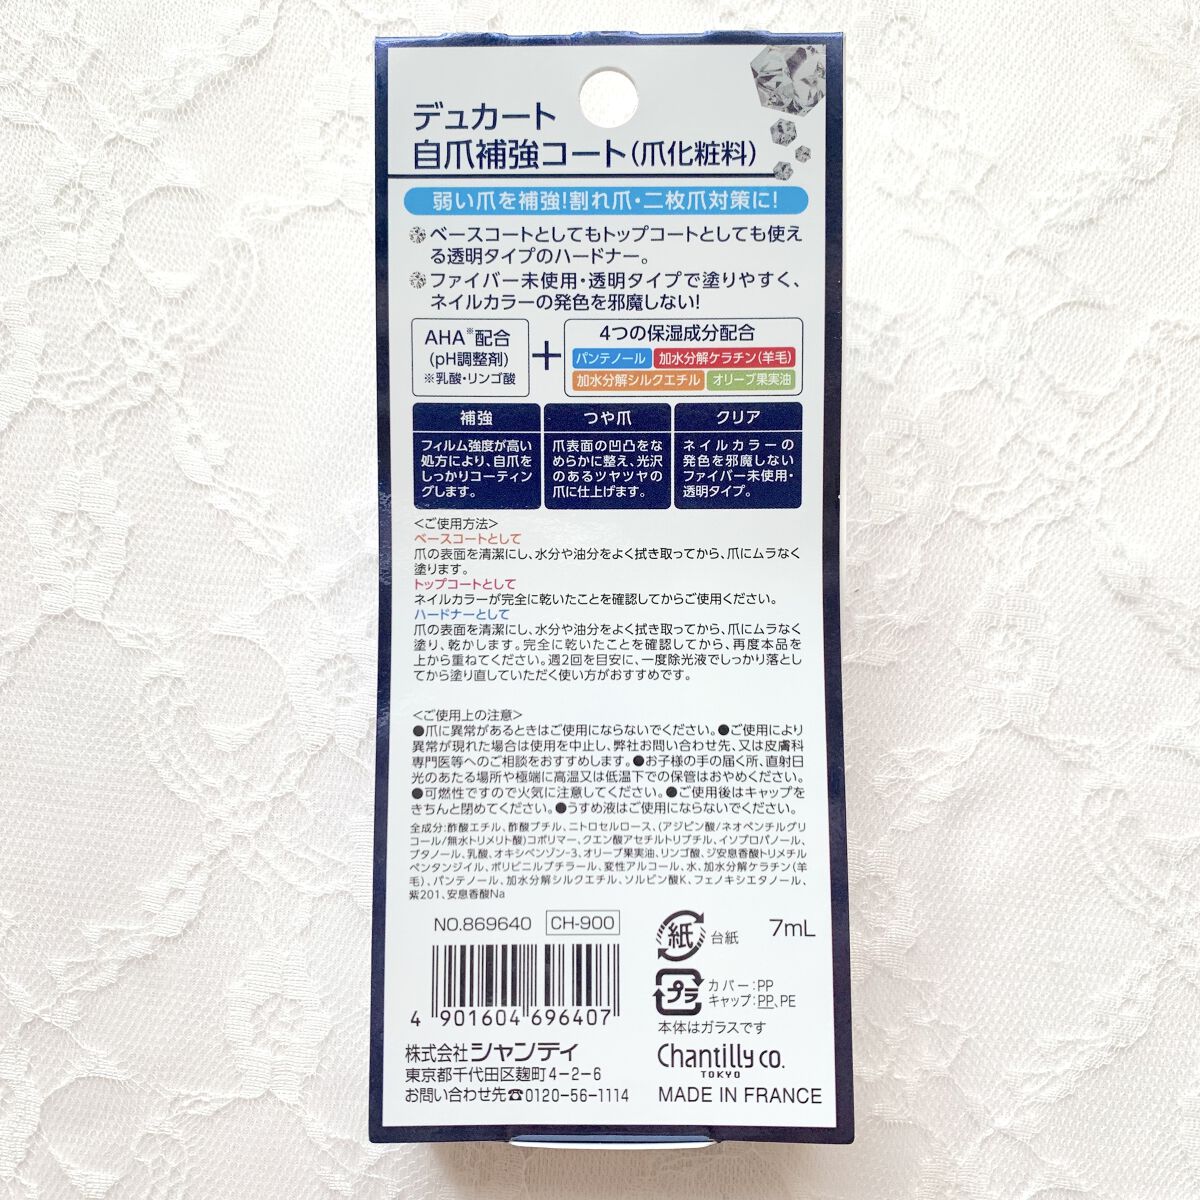 デュカート
自爪補強コート(爪化粧料)
弱い爪を補強!割れ爪・二枚爪対策に!
ベースコートとしてもトップコートとしても使え
る透明タイプのハードナー。
ファイバー未使用・透明タイプで塗りやすく、
ネイルカラーの発色を邪魔しない!
AHA※配合
(pH調整剤)
※乳酸・リンゴ酸
+
4つの保湿成分配合
パンテノール 加水分解ケラチン(羊毛)
加水分解シルクエチル オリーブ果実油
補強
フィルム強度が高い
処方により、自爪を
しっかりコーティン
グします。
つや爪
爪表面の凹凸をな
めらかに整え、光沢
のあるツヤツヤの
爪に仕上げます。
クリア
ネイルカラーの
発色を邪魔しない
ファイバー未使用・
透明タイプ。
<ご使用方法>
ベースコートとして
爪の表面を清潔にし、水分や油分をよく拭き取ってから、爪にムラなく
塗ります。
トップコートとして
ネイルカラーが完全に乾いたことを確認してからご使用ください。
ハードナーとして
爪の表面を清潔にし、水分や油分をよく拭き取ってから、爪にムラなく
塗り、乾かします。完全に乾いたことを確認してから、再度本品を
上から重ねてください。週2回を目安に、一度除光液でしっかり落とし
てから塗り直していただく使い方がおすすめです。
<ご使用上の注意>
●爪に異常があるときはご使用にならないでください。●ご使用により
異常が現れた場合は使用を中止し、弊社お問い合わせ先、又は皮膚科
専門医等へのご相談をおすすめします。●お子様の手の届く所、直射日
光のあたる場所や極端に高温又は低温下での保管はおやめください。
●可燃性ですので火気に注意してください。●ご使用後はキャップを
きちんと閉めてください。●うすめ液はご使用にならないでください。
全成分:酢酸エチル、酢酸ブチル、ニトロセルロース、(アジピン酸/ネオペンチルグリ
コール/無水トリメリト酸)コポリマー、クエン酸アセチルトリブチル、イソプロパノール、
ブタノール、乳酸、オキシベンゾン-3、オリーブ果実油、リンゴ酸、ジ安息香酸トリメチル
ペンタンジイル、ポリビニルブチラール、変性アルコール、水、加水分解ケラチン(羊
毛)、パンテノール、加水分解シルクエチル、ソルビン酸K、フェノキシエタノール、
紫201、安息香酸Na
NO.869640 CH-900
紙 台紙 7mL
プラ カバー:PP
キャップ:PP、PE
本体はガラスです
4 901604 696407
株式会社シャンティ
東京都千代田区麹町4-2-6
お問い合わせ先☎0120-56-1114
Chantilly co.
TOKYO
MADE IN FRANCE